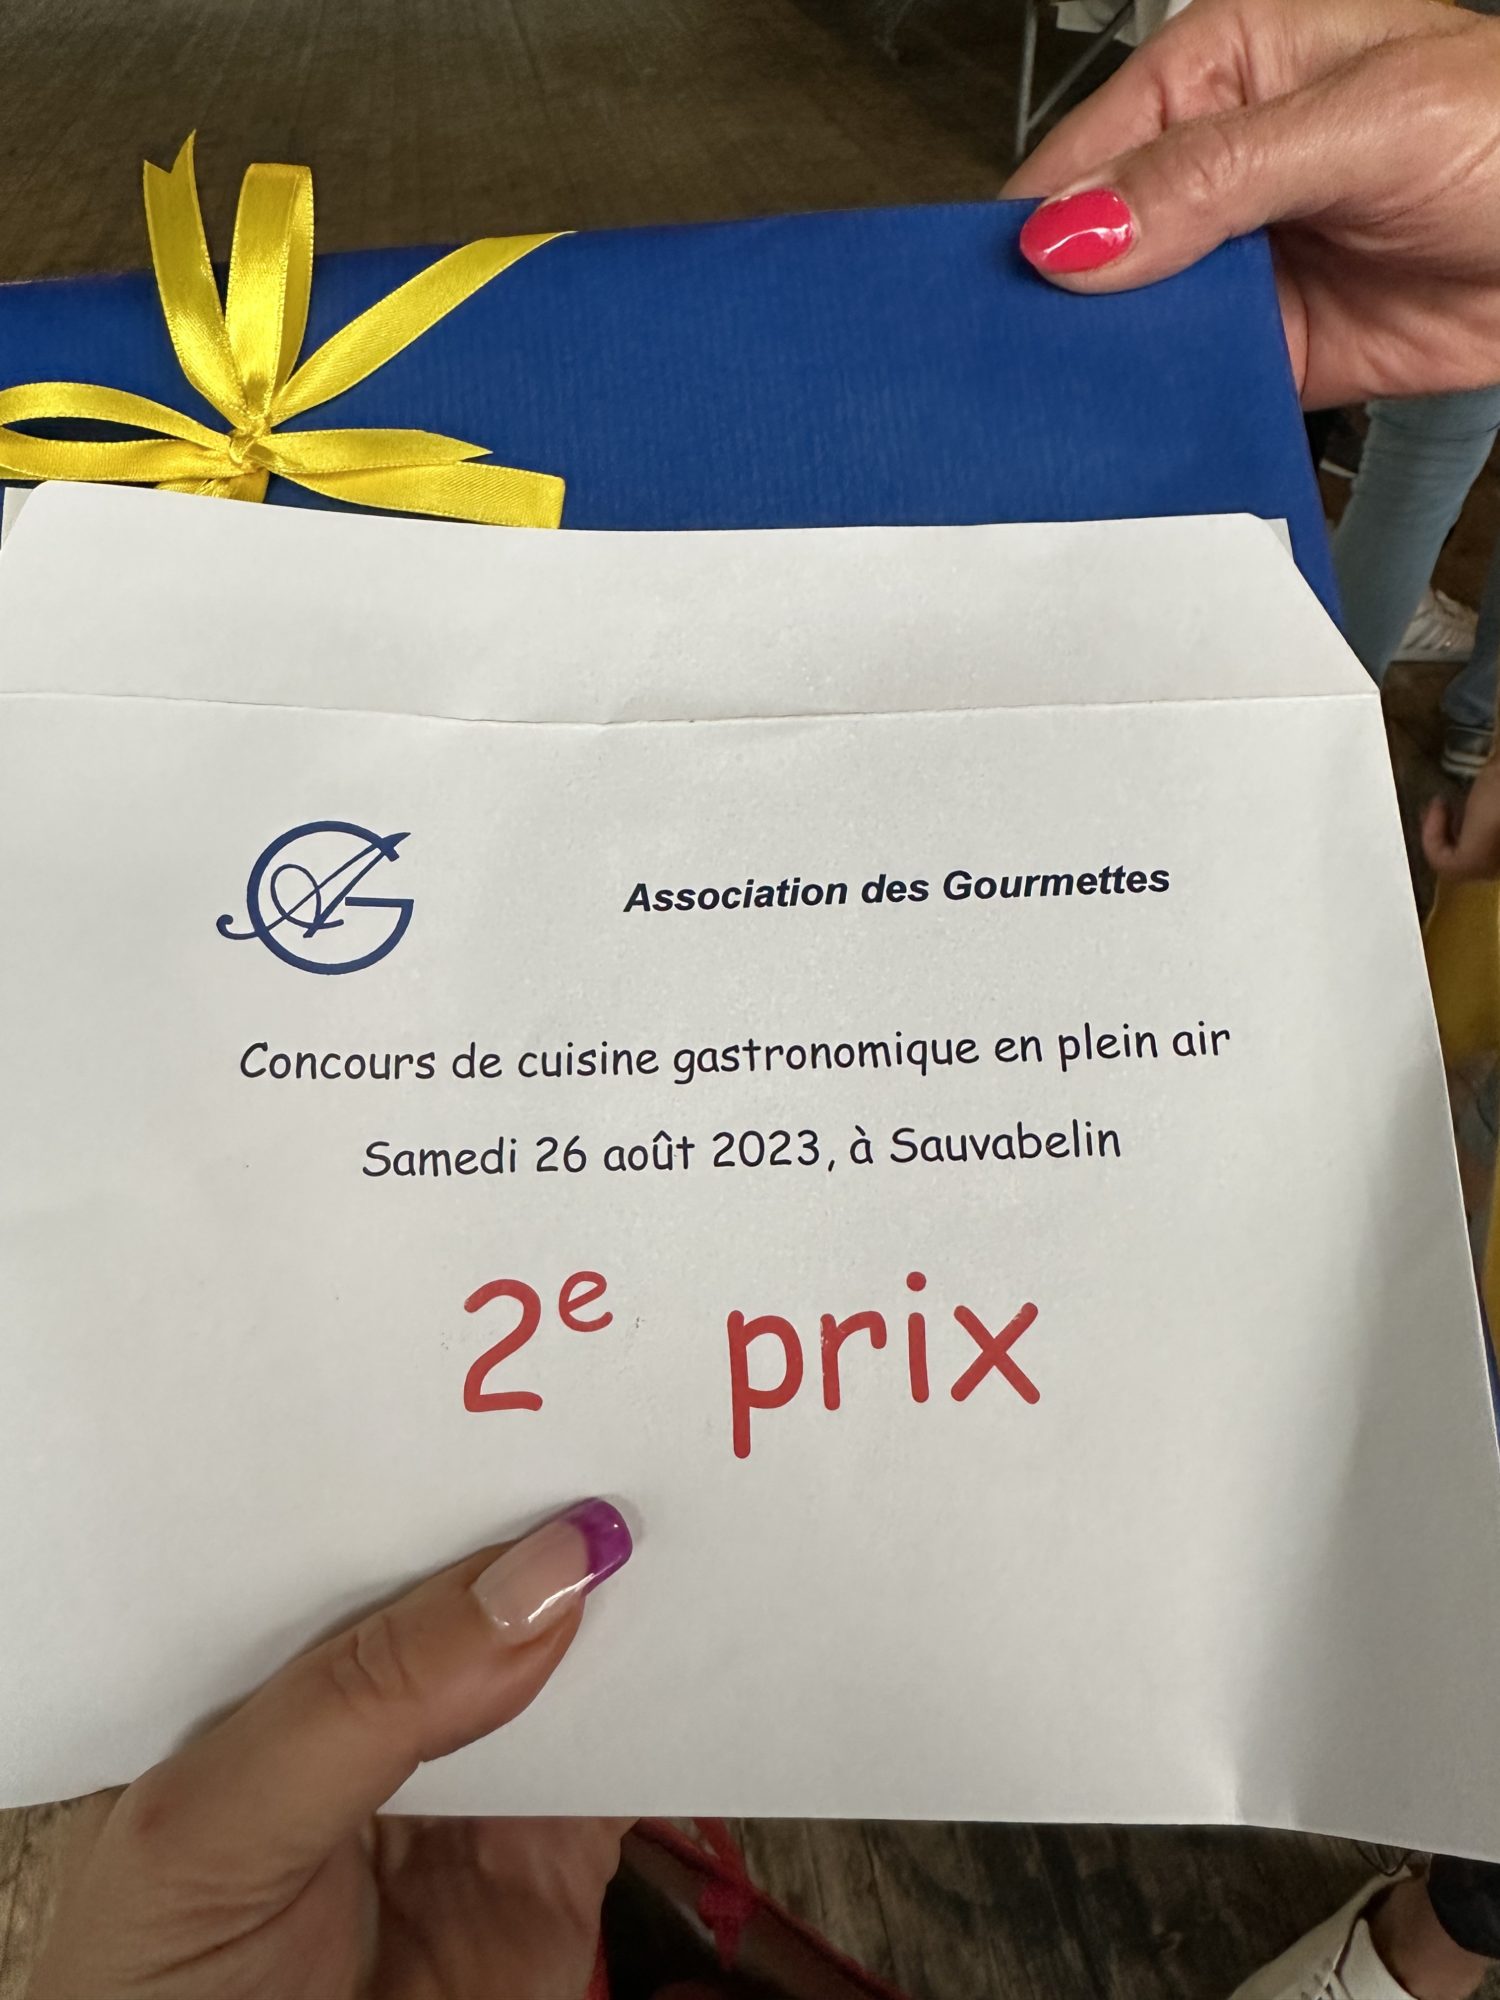 Association des Gourmettes
Concours de cuisine gastronomique en plein air
Samedi 26 août 2023, à Sauvabelin
2e prix